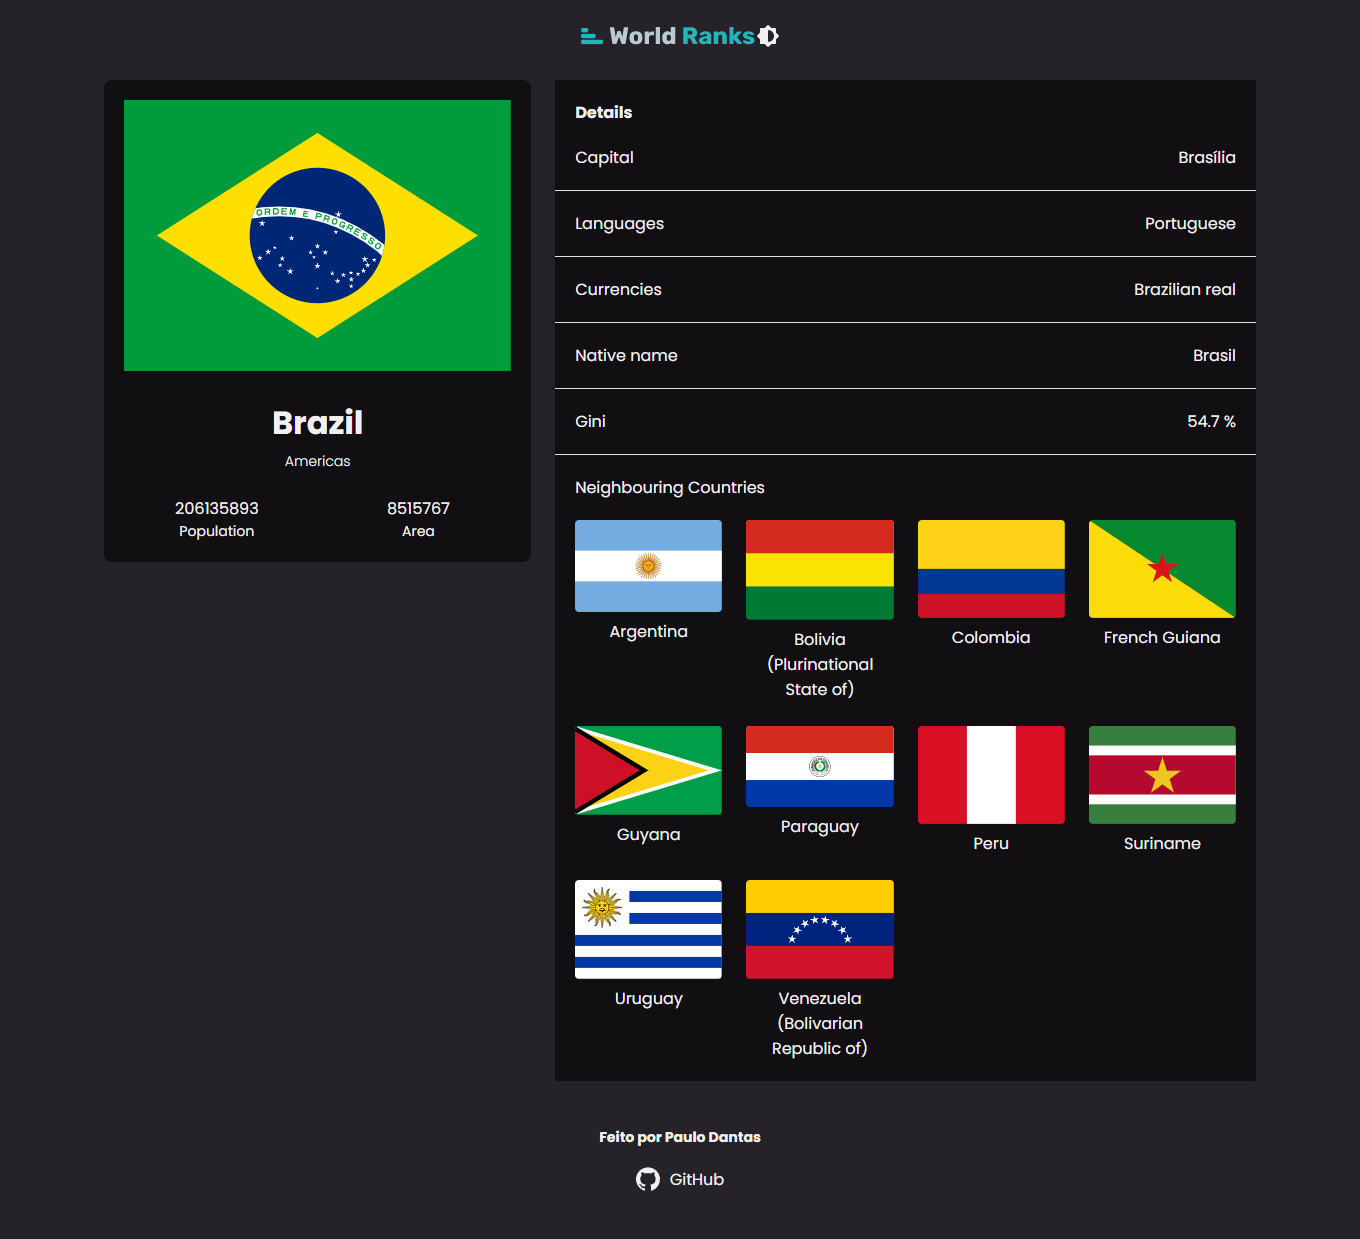 World Ranks
ORDEM E PROGRESSO
Brazil
Americas
206135893
Population
8515767
Area
Details
Capital
Brasília
Languages
Portuguese
Currencies
Brazilian real
Native name
Brasil
Gini
54.7 %
Neighbouring Countries
Argentina
Bolivia
(Plurinational
State of)
Colombia
French Guiana
Guyana
Paraguay
Peru
Suriname
Uruguay
Venezuela
(Bolivarian
Republic of)
Feito por Paulo Dantas
GitHub